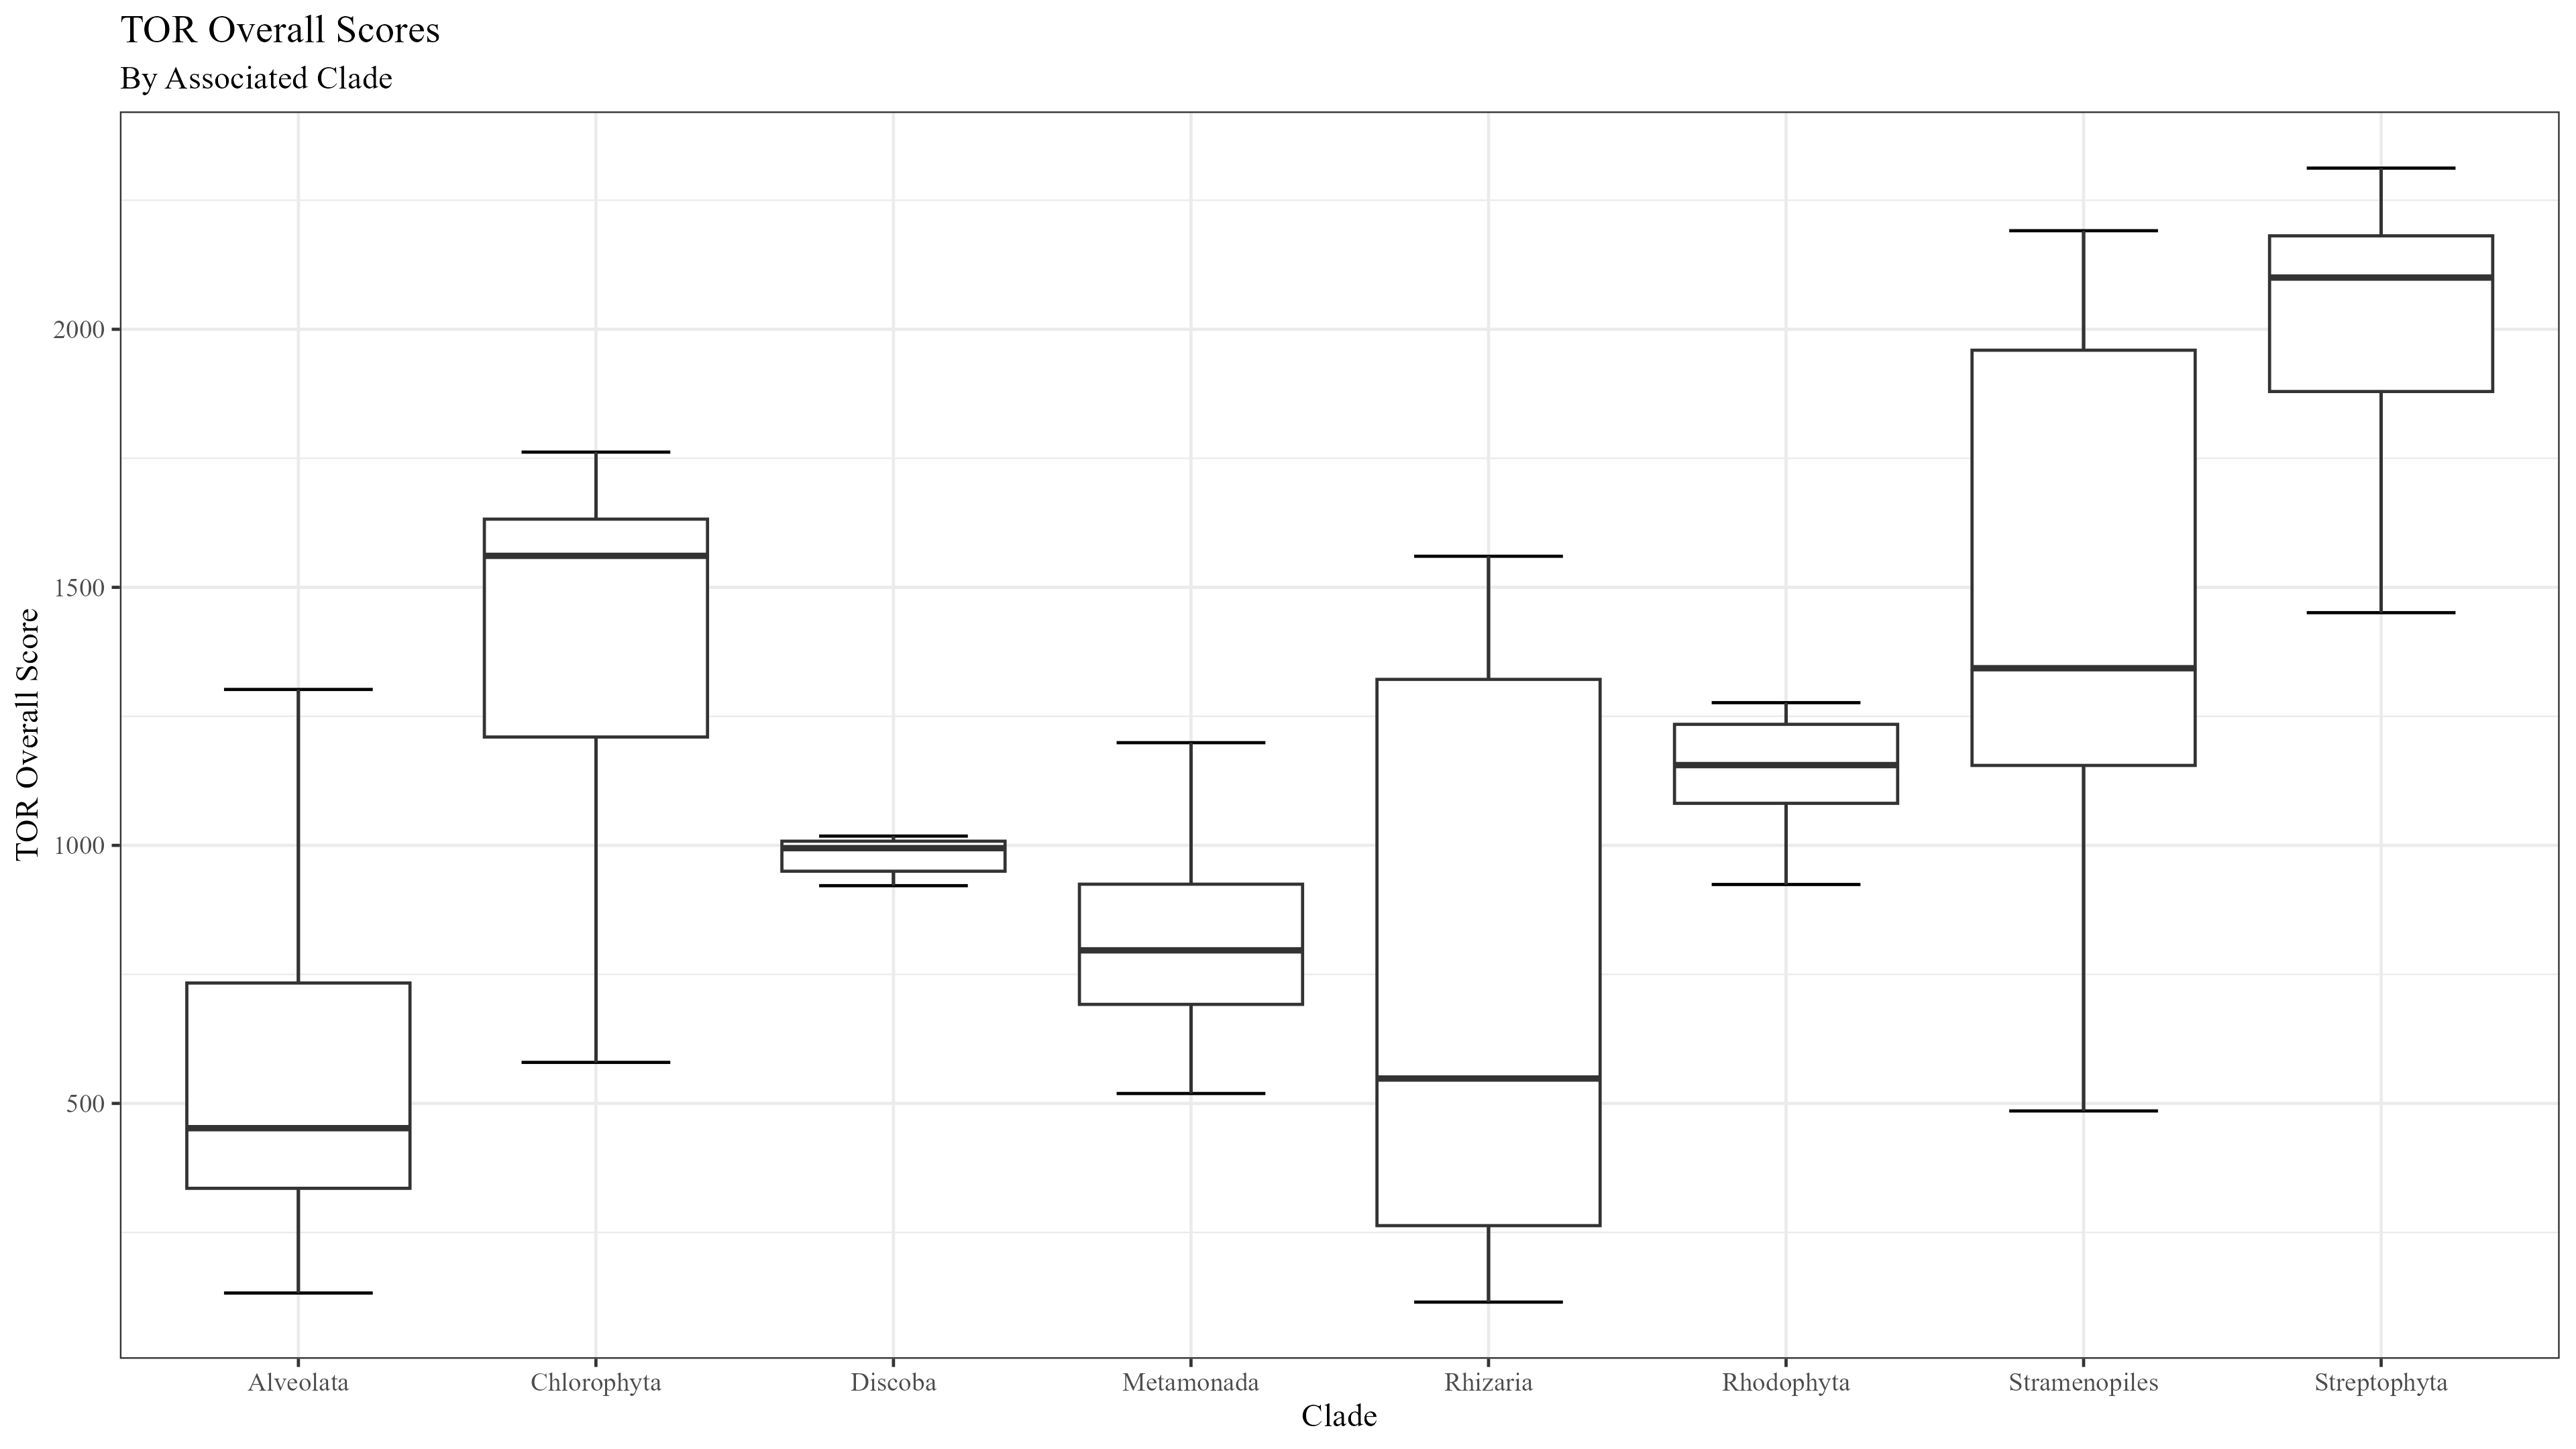 TOR Overall Scores
By Associated Clade
TOR Overall Score
2000
1500
1000
500
Alveolata
Chlorophyta
Discoba
Metamonada
Rhizaria
Rhodophyta
Stramenopiles
Streptophyta
Clade